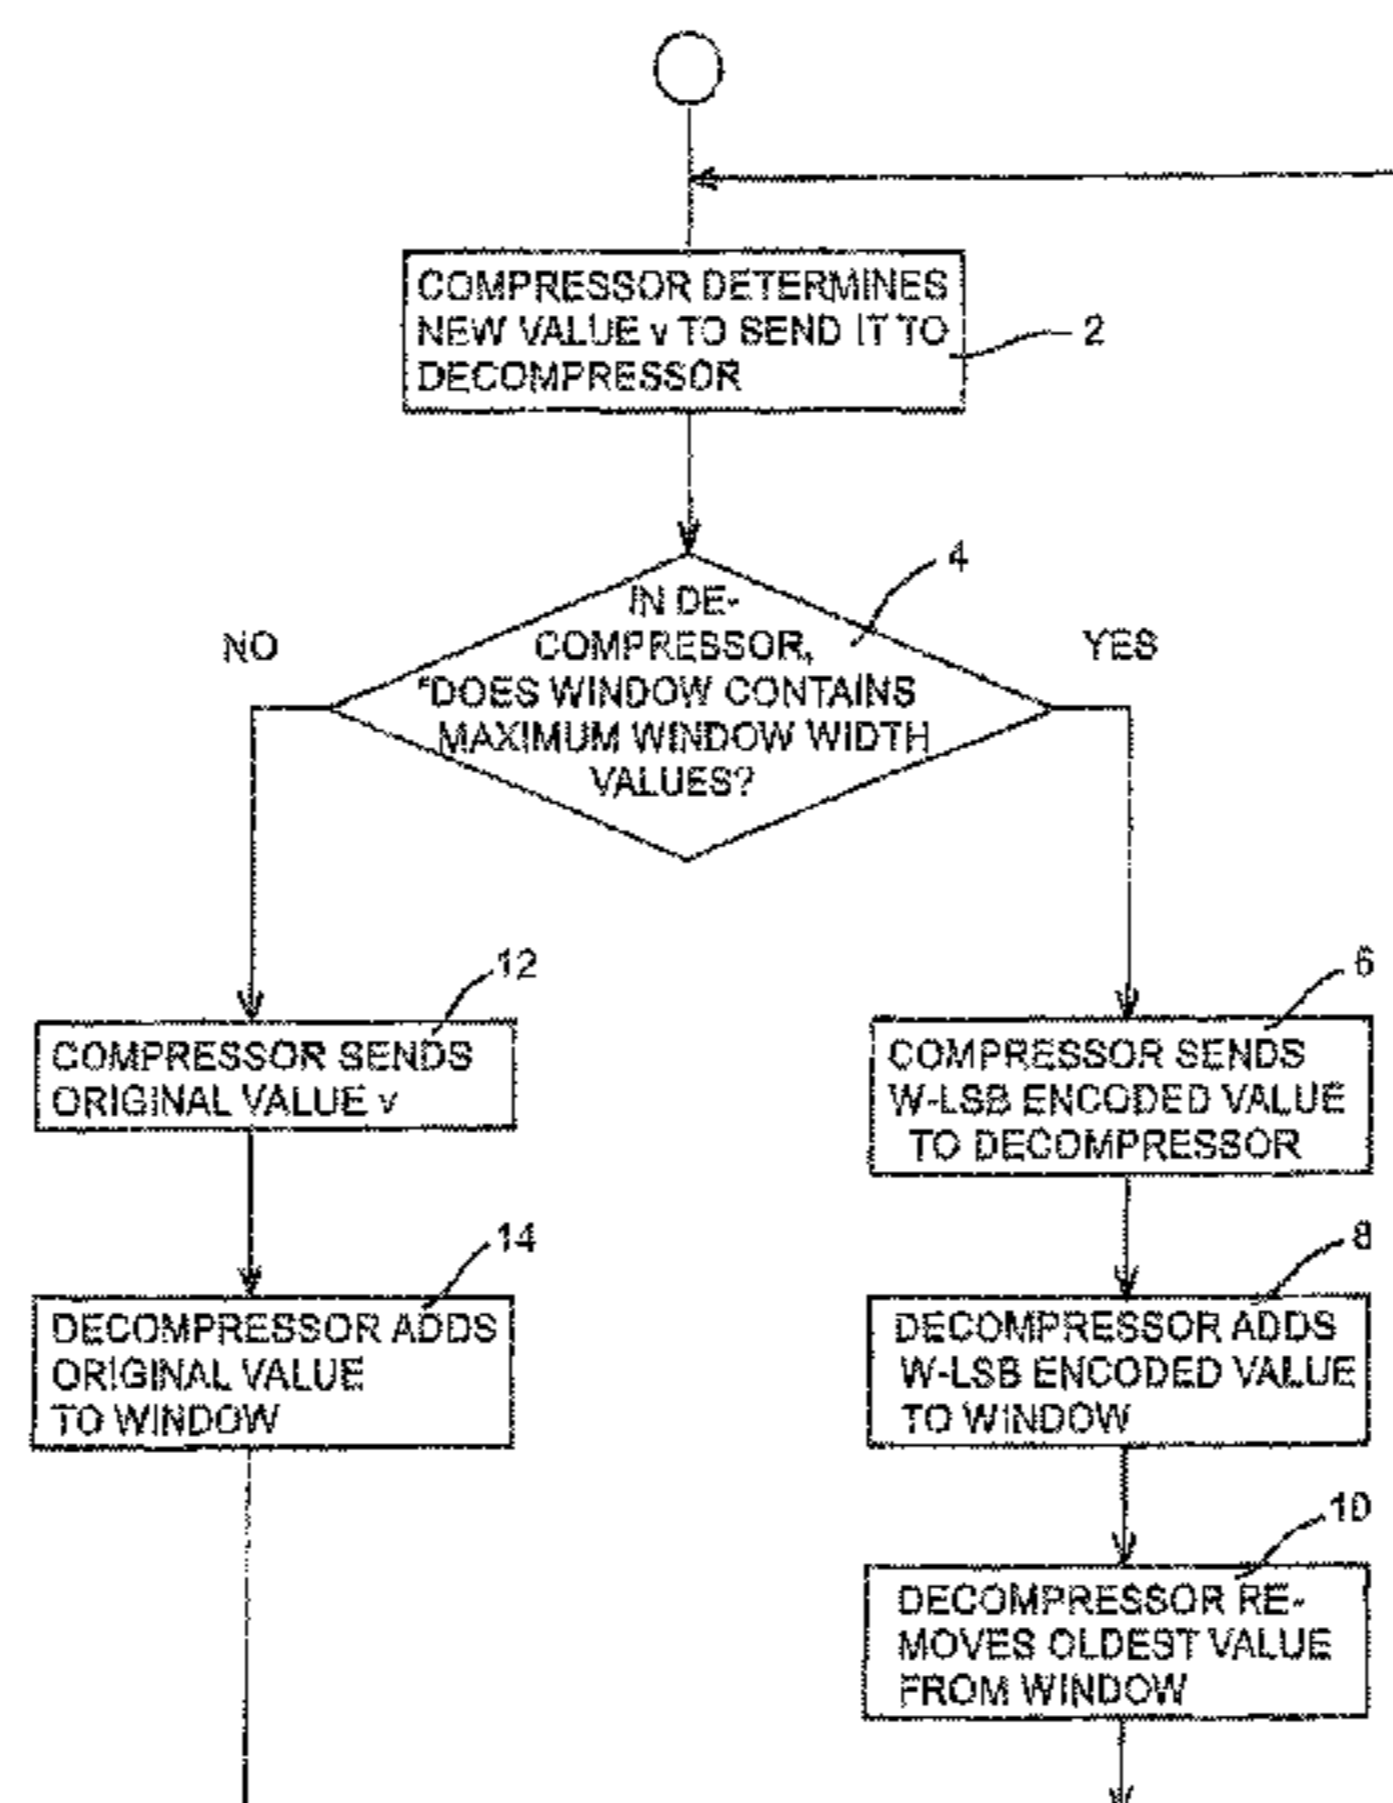 COMPRESSOR DETERMINES
NEW VALUE v TO SEND IT TO
DECOMPRESSOR
2
4
IN DE-
COMPRESSOR,
"DOES WINDOW CONTAINS
MAXIMUM WINDOW WIDTH
VALUES?
NO
YES
12
COMPRESSOR SENDS
ORIGINAL VALUE v
14
DECOMPRESSOR ADDS
ORIGINAL VALUE
TO WINDOW
6
COMPRESSOR SENDS
W-LSB ENCODED VALUE
TO DECOMPRESSOR
8
DECOMPRESSOR ADDS
W-LSB ENCODED VALUE
TO WINDOW
10
DECOMPRESSOR RE-
MOVES OLDEST VALUE
FROM WINDOW